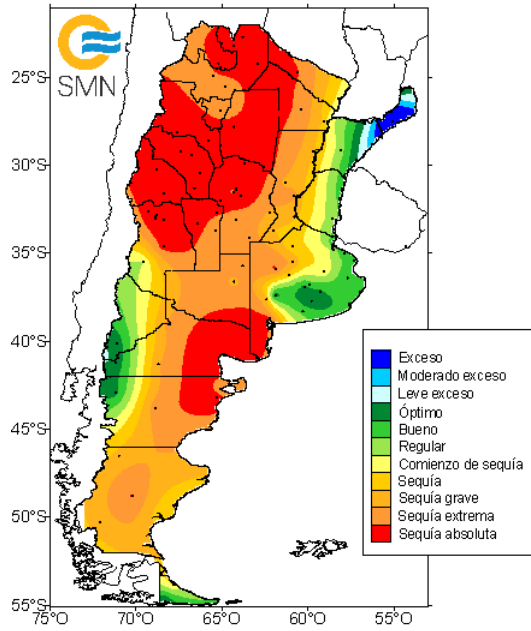 SMN
25°S
30°S
35°S
40°S
45°S
50°S
55°S
75°O 70°O 65°O 60°O 55°O
Exceso
Moderado exceso
Leve exceso
Óptimo
Bueno
Regular
Comienzo de sequía
Sequía
Sequía grave
Sequía extrema
Sequía absoluta